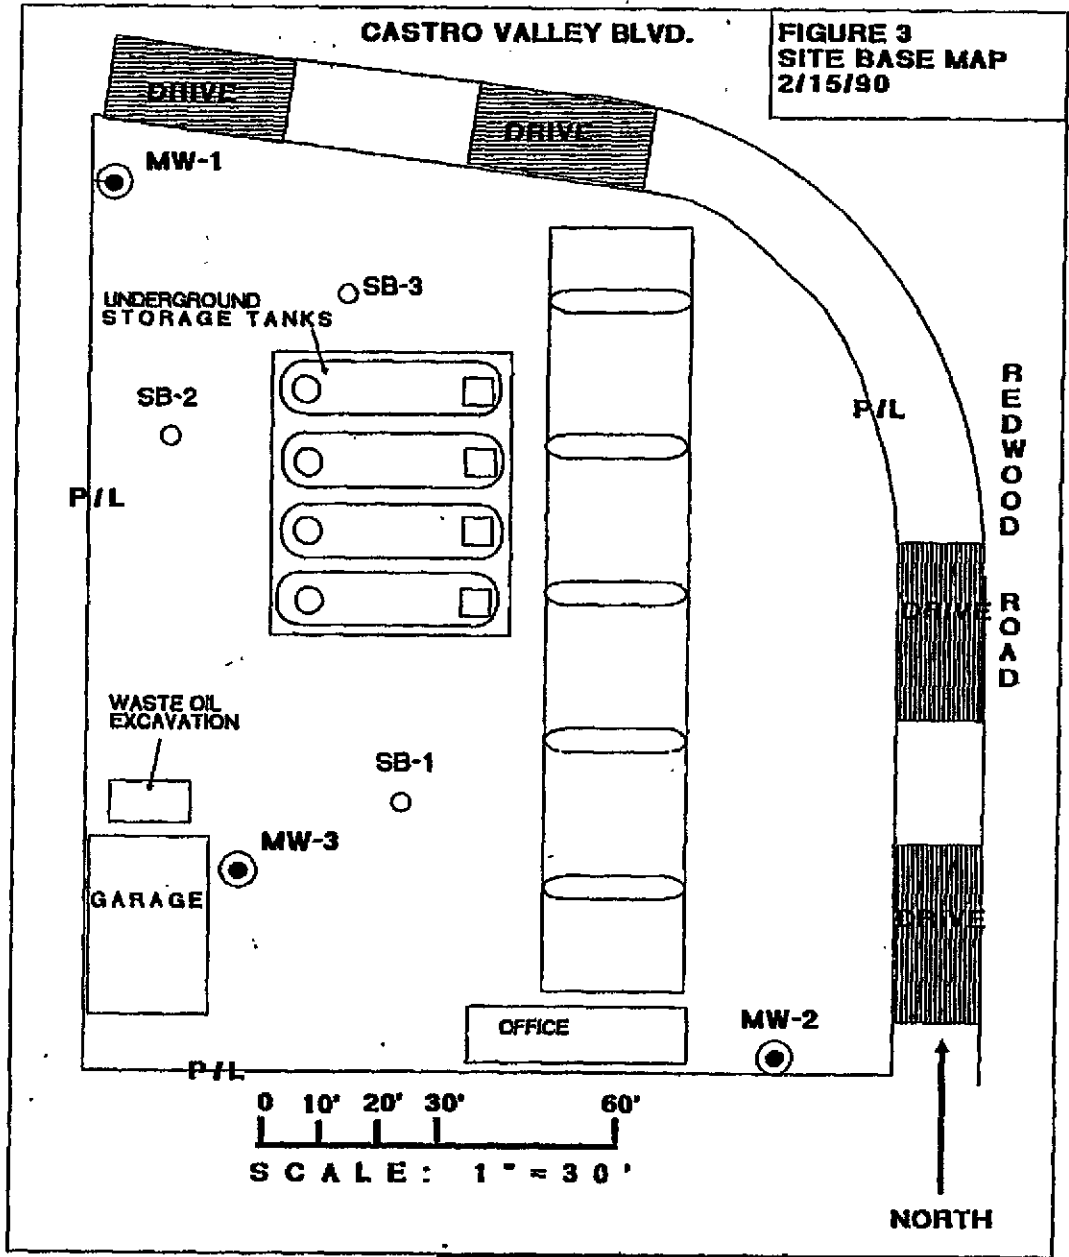 CASTRO VALLEY BLVD.
FIGURE 3
SITE BASE MAP
2/15/90
DRIVE
DRIVE
MW-1
SB-3
UNDERGROUND
STORAGE TANKS
SB-2
P/L
P/L
REDWOOD ROAD
DRIVE
WASTE OIL
EXCAVATION
SB-1
MW-3
GARAGE
DRIVE
OFFICE
MW-2
P/L
0 10' 20' 30' 60'
SCALE: 1"=30'
NORTH